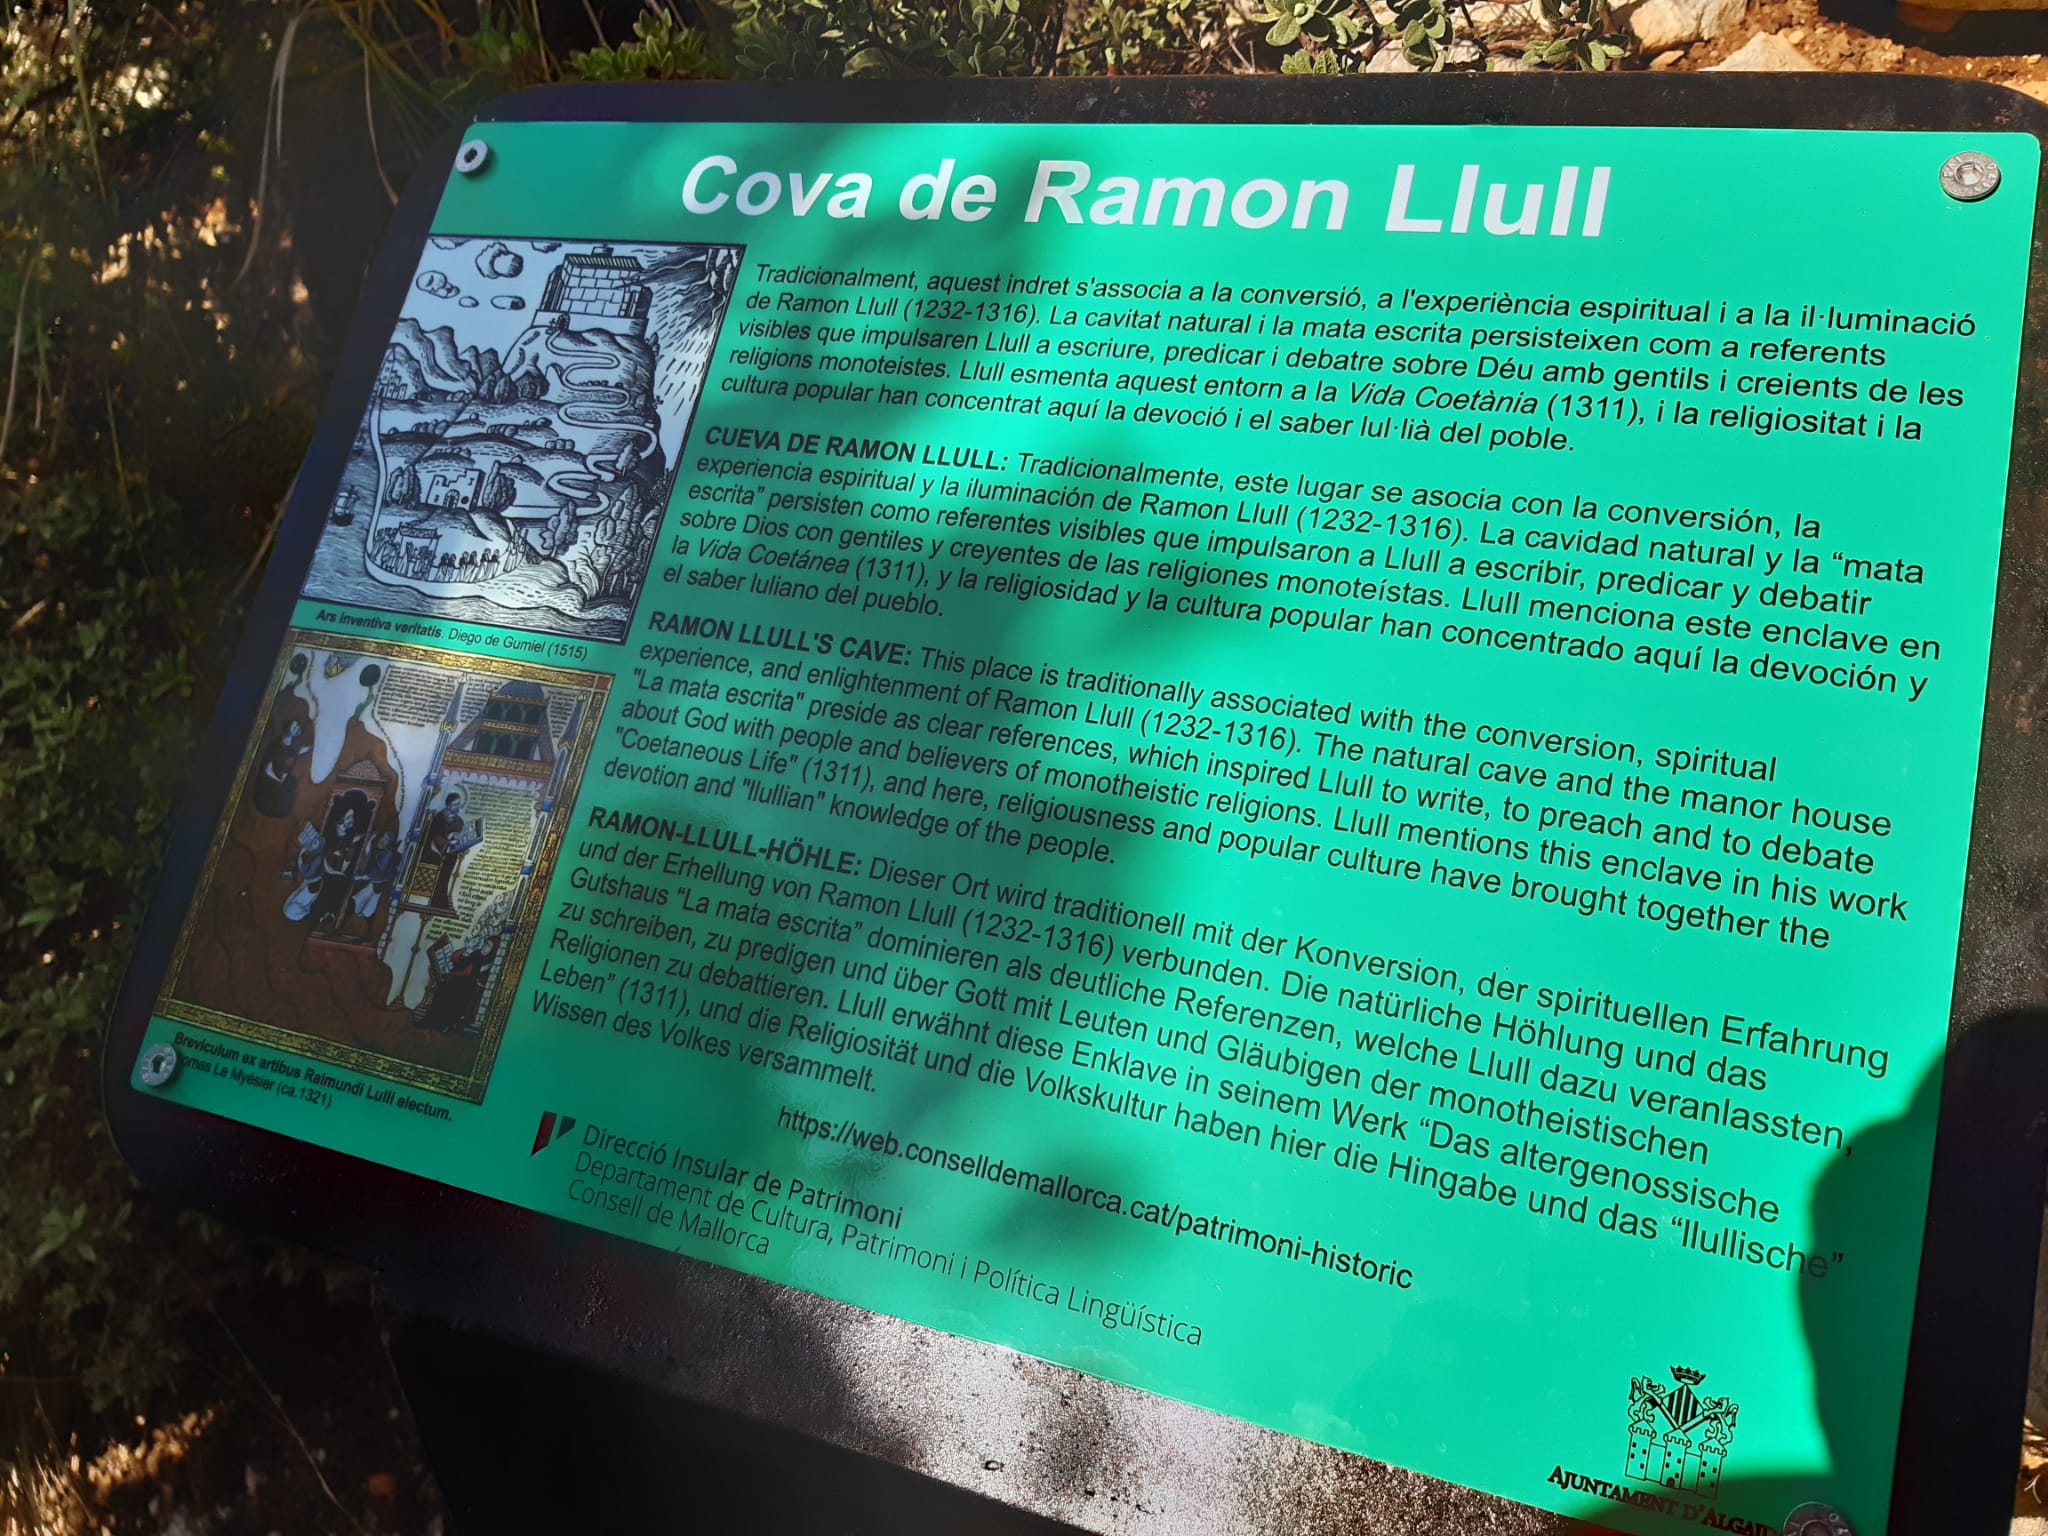 Cova de Ramon Llull
Tradicionalment, aquest indret s'associa a la conversió, a l'experiència espiritual i a la il·luminació
de Ramon Llull (1232-1316). La cavitat natural i la mata escrita persisteixen com a referents
visibles que impulsaren Llull a escriure, predicar i debatre sobre Déu amb gentils i creients de les
religions monoteistes. Llull esmenta aquest entorn a la Vida Coetània (1311), i la religiositat i la
cultura popular han concentrat aquí la devoció i el saber lul·lià del poble.
CUEVA DE RAMON LLULL: Tradicionalmente, este lugar se asocia con la conversión, la
experiencia espiritual y la iluminación de Ramon Llull (1232-1316). La cavidad natural y la “mata
escrita” persisten como referentes visibles que impulsaron a Llull a escribir, predicar y debatir
sobre Dios con gentiles y creyentes de las religiones monoteístas. Llull menciona este enclave en
la Vida Coetánea (1311), y la religiosidad y la cultura popular han concentrado aquí la devoción y
el saber luliano del pueblo.
RAMON LLULL'S CAVE: This place is traditionally associated with the conversion, spiritual
experience, and enlightenment of Ramon Llull (1232-1316). The natural cave and the manor house
"La mata escrita" preside as clear references, which inspired Llull to write, to preach and to debate
about God with people and believers of monotheistic religions. Llull mentions this enclave in his work
"Coetaneous Life" (1311), and here, religiousness and popular culture have brought together the
devotion and "llullian" knowledge of the people.
RAMON-LLULL-HÖHLE: Dieser Ort wird traditionell mit der Konversion, der spirituellen Erfahrung
und der Erhellung von Ramon Llull (1232-1316) verbunden. Die natürliche Höhlung und das
Gutshaus “La mata escrita” dominieren als deutliche Referenzen, welche Llull dazu veranlassten,
zu schreiben, zu predigen und über Gott mit Leuten und Gläubigen der monotheistischen
Religionen zu debattieren. Llull erwähnt diese Enklave in seinem Werk “Das altergenossische
Leben” (1311), und die Religiosität und die Volkskultur haben hier die Hingabe und das “llullische”
Wissen des Volkes versammelt.
https://web.conselldemallorca.cat/patrimoni-historic
Ars inventiva veritatis. Diego de Gumiel (1515)
Breviculum ex artibus Raimundi Lulli electum.
Le Myésier (ca.1321)
Direcció Insular de Patrimoni
Departament de Cultura, Patrimoni i Política Lingüística
Consell de Mallorca
AJUNTAMENT